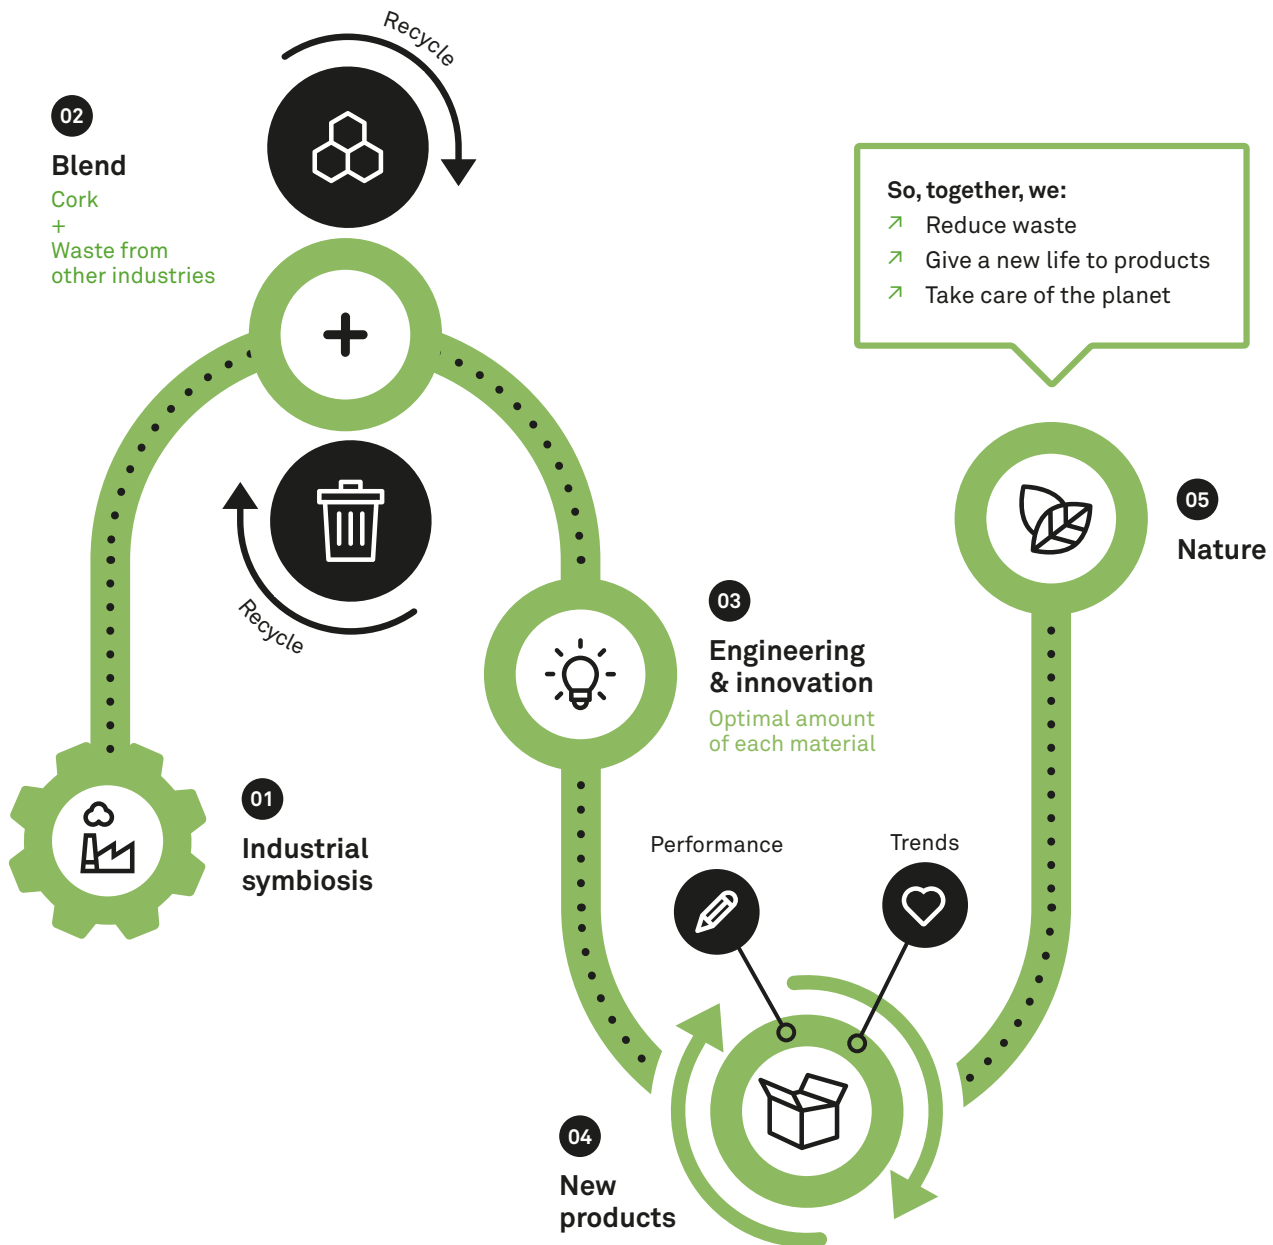 Recycle
02
Blend
Cork
+
Waste from
other industries
So, together, we:
Reduce waste
Give a new life to products
Take care of the planet
Recycle
05
Nature
03
Engineering
& innovation
Optimal amount
of each material
01
Industrial
symbiosis
Performance
Trends
04
New
products